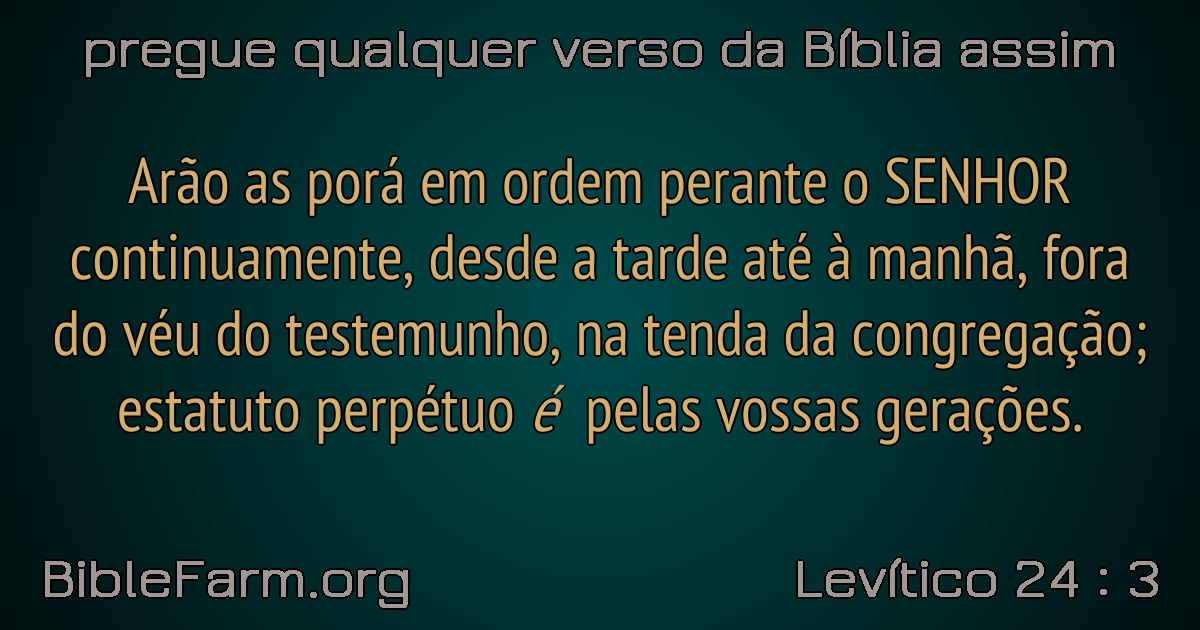 pregue qualquer verso da Bíblia assim
Arão as porá em ordem perante o SENHOR
continuamente, desde a tarde até à manhã, fora
do véu do testemunho, na tenda da congregação;
estatuto perpétuo é pelas vossas gerações.
BibleFarm.org
Levítico 24 : 3